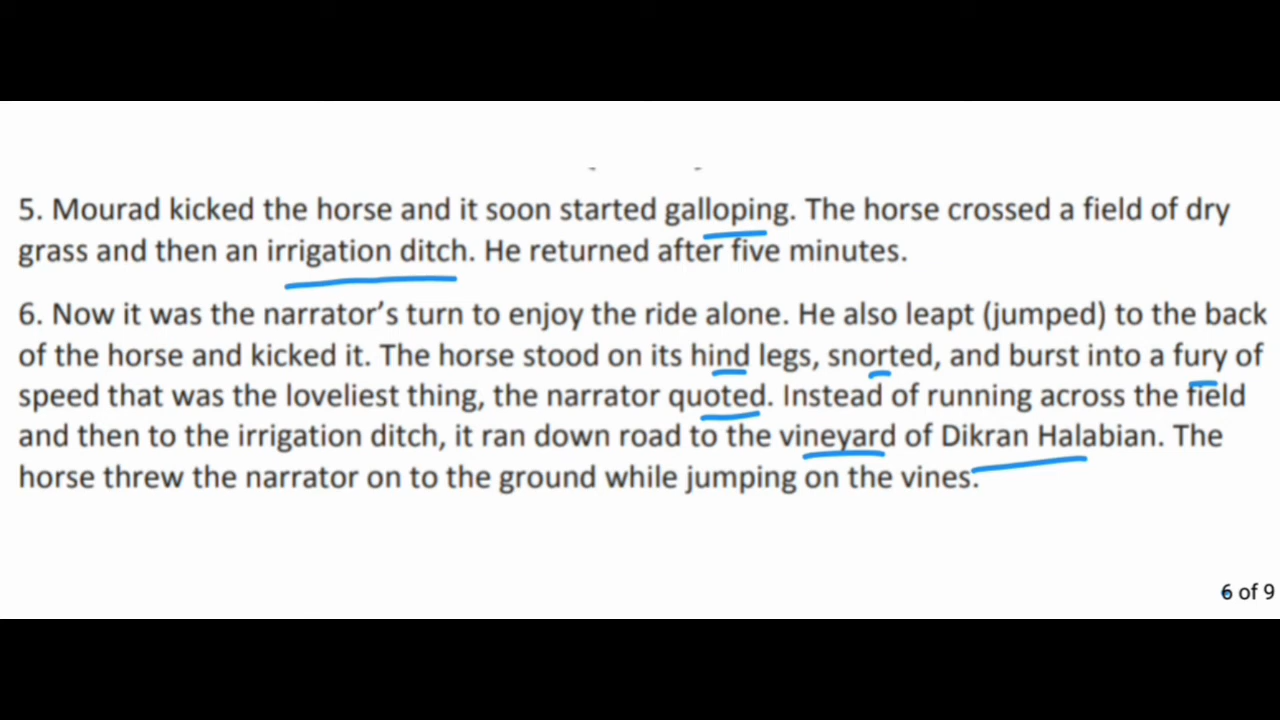 5. Mourad kicked the horse and it soon started galloping. The horse crossed a field of dry
grass and then an irrigation ditch. He returned after five minutes.
6. Now it was the narrator’s turn to enjoy the ride alone. He also leapt (jumped) to the back
of the horse and kicked it. The horse stood on its hind legs, snorted, and burst into a fury of
speed that was the loveliest thing, the narrator quoted. Instead of running across the field
and then to the irrigation ditch, it ran down road to the vineyard of Dikran Halabian. The
horse threw the narrator on to the ground while jumping on the vines.
6 of 9